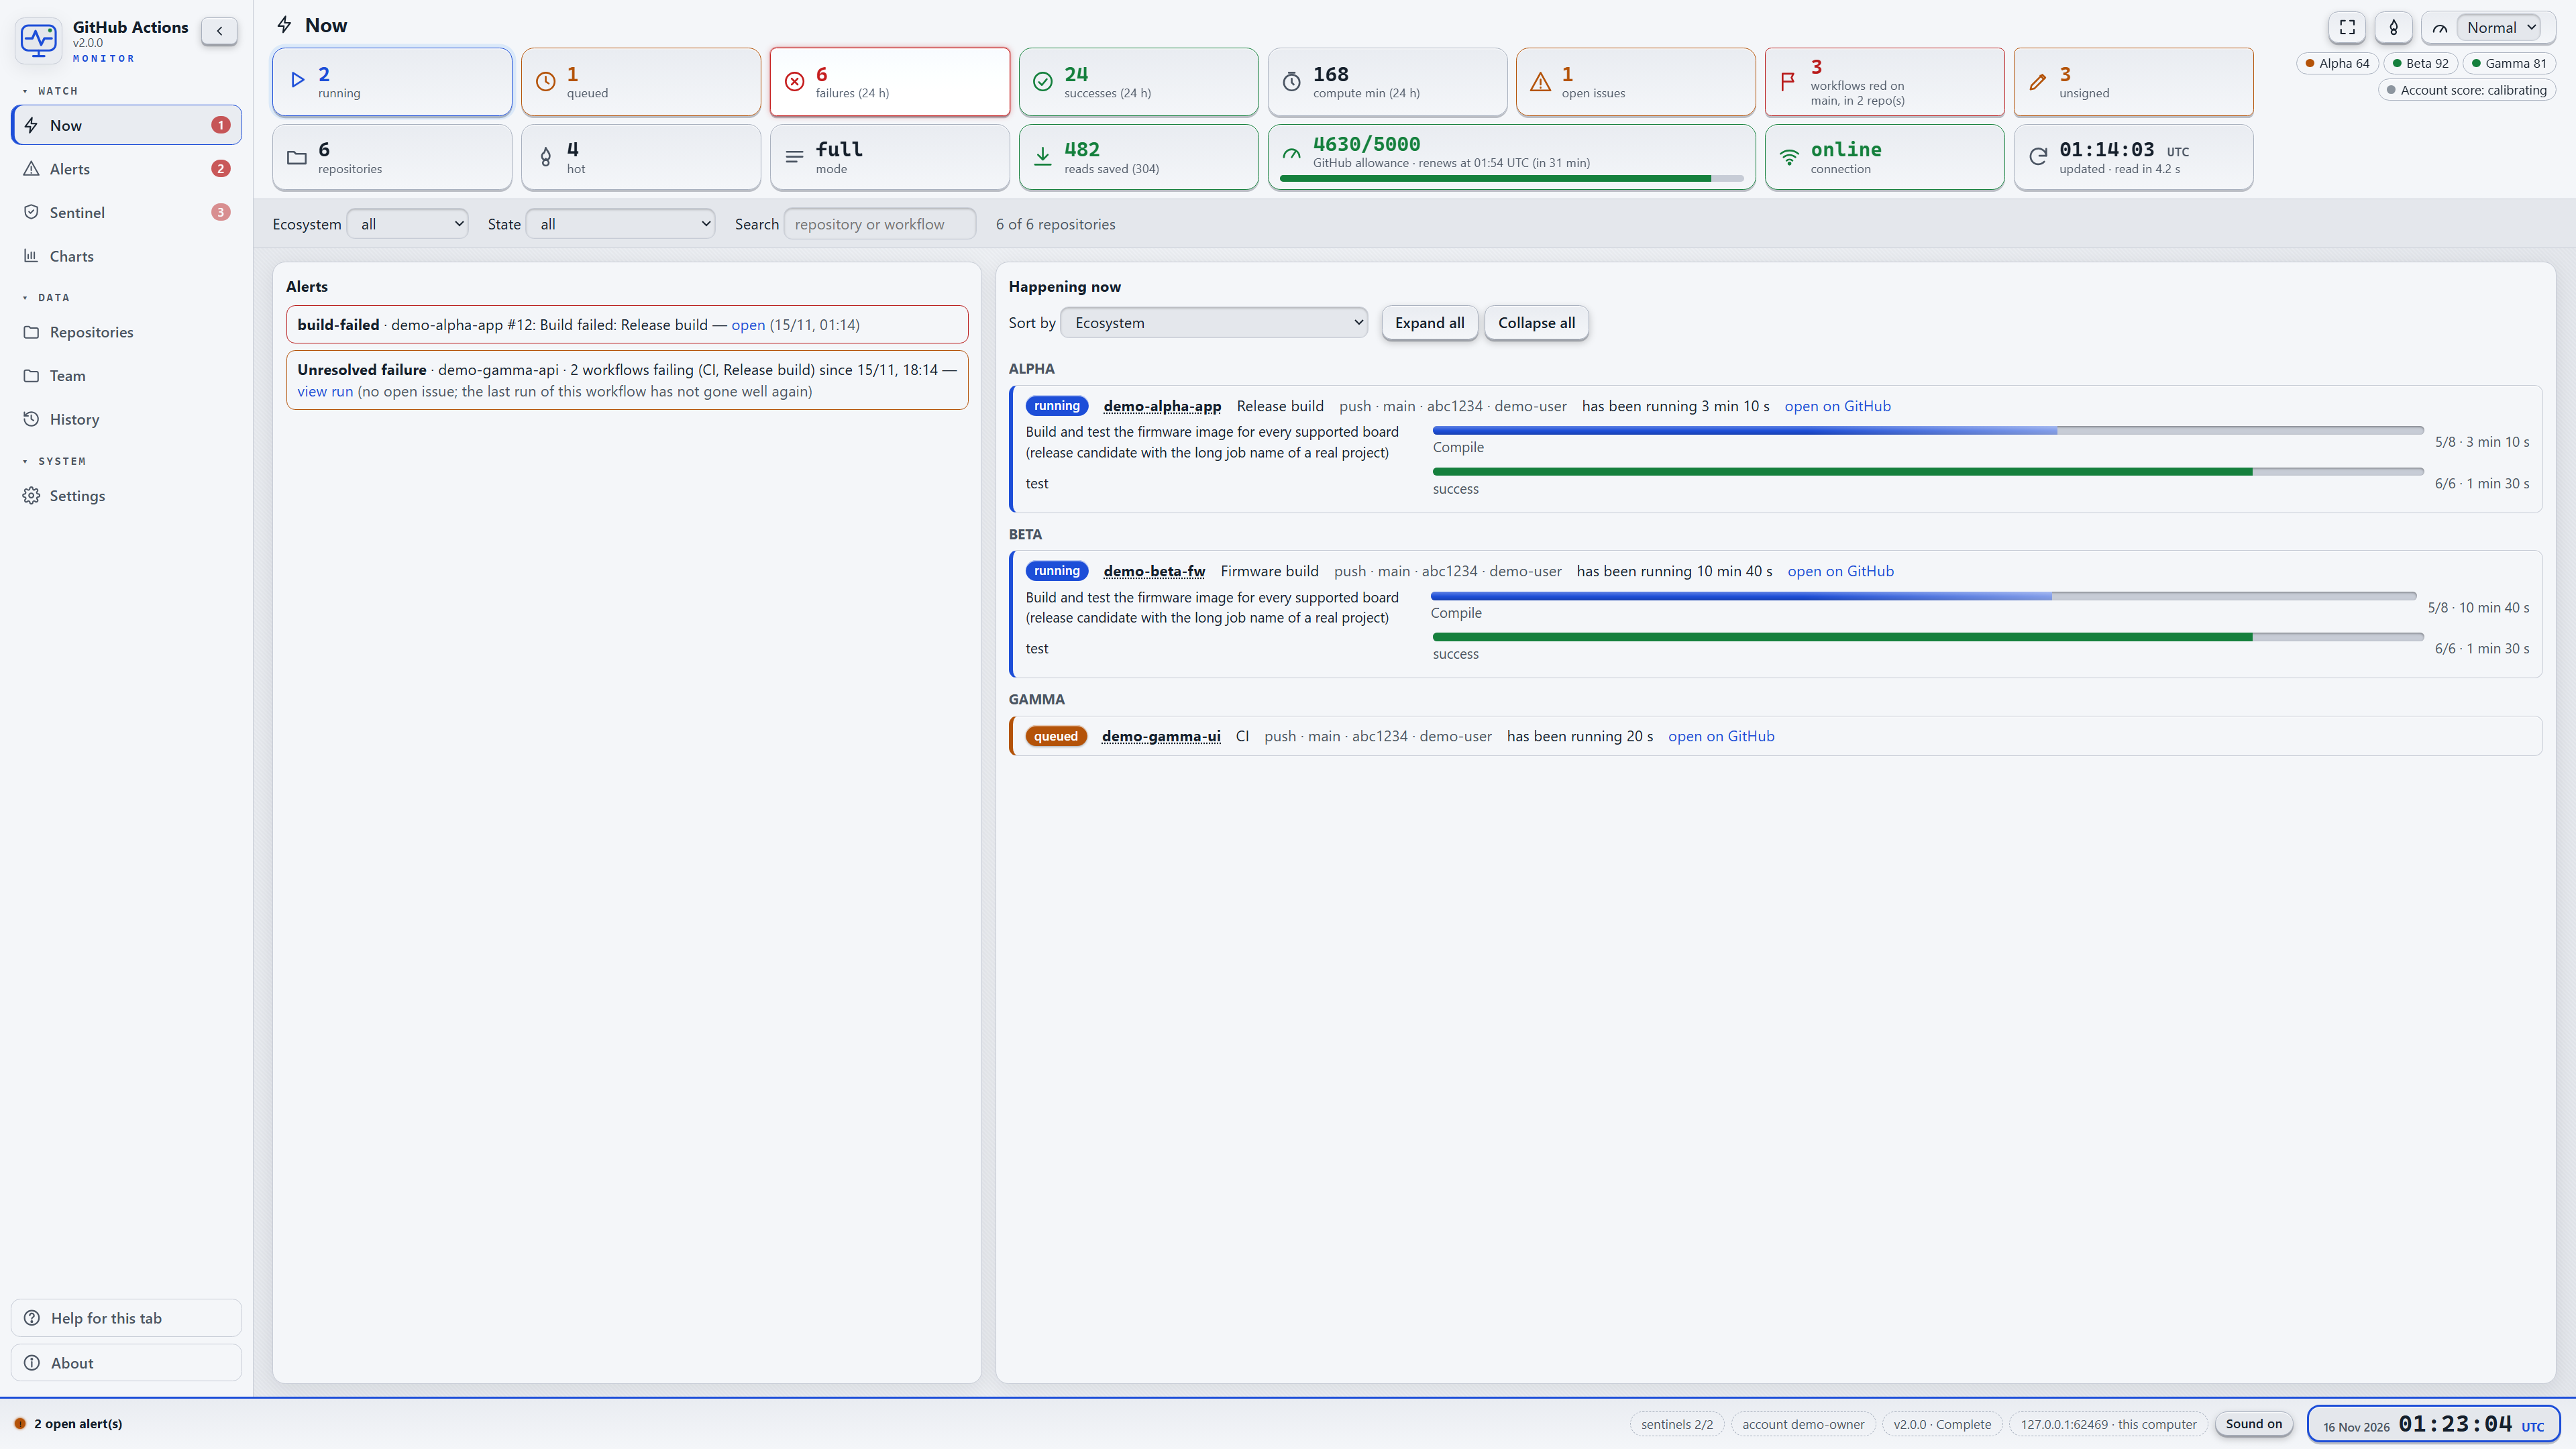 GitHub Actions
v2.0.0
MONITOR
WATCH
Now 1
Alerts 2
Sentinel 3
Charts
DATA
Repositories
Team
History
SYSTEM
Settings
Help for this tab
About
Now
Normal
2
running
1
queued
6
failures (24 h)
24
successes (24 h)
168
compute min (24 h)
1
open issues
3
workflows red on
main, in 2 repo(s)
3
unsigned
Alpha 64
Beta 92
Gamma 81
Account score: calibrating
6
repositories
4
hot
full
mode
482
reads saved (304)
4630/5000
GitHub allowance · renews at 01:54 UTC (in 31 min)
online
connection
01:14:03 UTC
updated · read in 4.2 s
Ecosystem all State all Search repository or workflow 6 of 6 repositories
Alerts
build-failed · demo-alpha-app #12: Build failed: Release build — open (15/11, 01:14)
Unresolved failure · demo-gamma-api · 2 workflows failing (CI, Release build) since 15/11, 18:14 —
view run (no open issue; the last run of this workflow has not gone well again)
Happening now
Sort by Ecosystem Expand all Collapse all
ALPHA
running demo-alpha-app Release build push · main · abc1234 · demo-user has been running 3 min 10 s open on GitHub
Build and test the firmware image for every supported board
(release candidate with the long job name of a real project)
Compile
5/8 · 3 min 10 s
test
success
6/6 · 1 min 30 s
BETA
running demo-beta-fw Firmware build push · main · abc1234 · demo-user has been running 10 min 40 s open on GitHub
Build and test the firmware image for every supported board
(release candidate with the long job name of a real project)
Compile
5/8 · 10 min 40 s
test
success
6/6 · 1 min 30 s
GAMMA
queued demo-gamma-ui CI push · main · abc1234 · demo-user has been running 20 s open on GitHub
2 open alert(s)
sentinels 2/2
account demo-owner
v2.0.0 · Complete
127.0.0.1:62469 · this computer
Sound on
16 Nov 2026 01:23:04 UTC